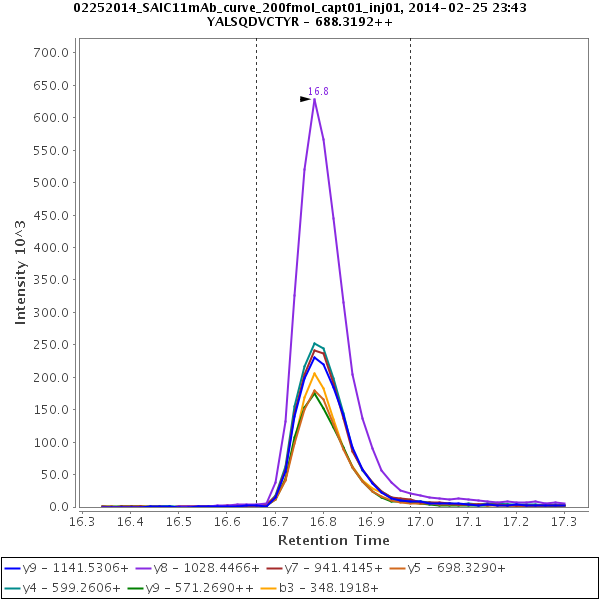 02252014_SAIC11mAb_curve_200fmol_capt01_inj01, 2014-02-25 23:43
YALSQDVCTYR - 688.3192++
700.0
650.0
600.0
550.0
500.0
450.0
400.0
350.0
300.0
250.0
200.0
150.0
100.0
50.0
0.0
Intensity 10^3
16.8
16.3 16.4 16.5 16.6 16.7 16.8 16.9 17.0 17.1 17.2 17.3
Retention Time
y9 - 1141.5306+ y8 - 1028.4466+ y7 - 941.4145+ y5 - 698.3290+
y4 - 599.2606+ y9 - 571.2690++ b3 - 348.1918+